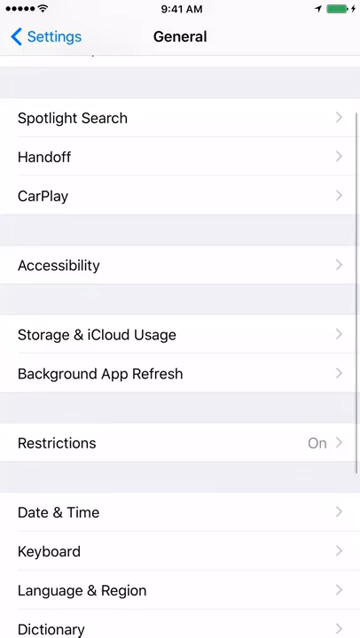 9:41 AM
Settings
General
Spotlight Search
Handoff
CarPlay
Accessibility
Storage & iCloud Usage
Background App Refresh
Restrictions On
Date & Time
Keyboard
Language & Region
Dictionary